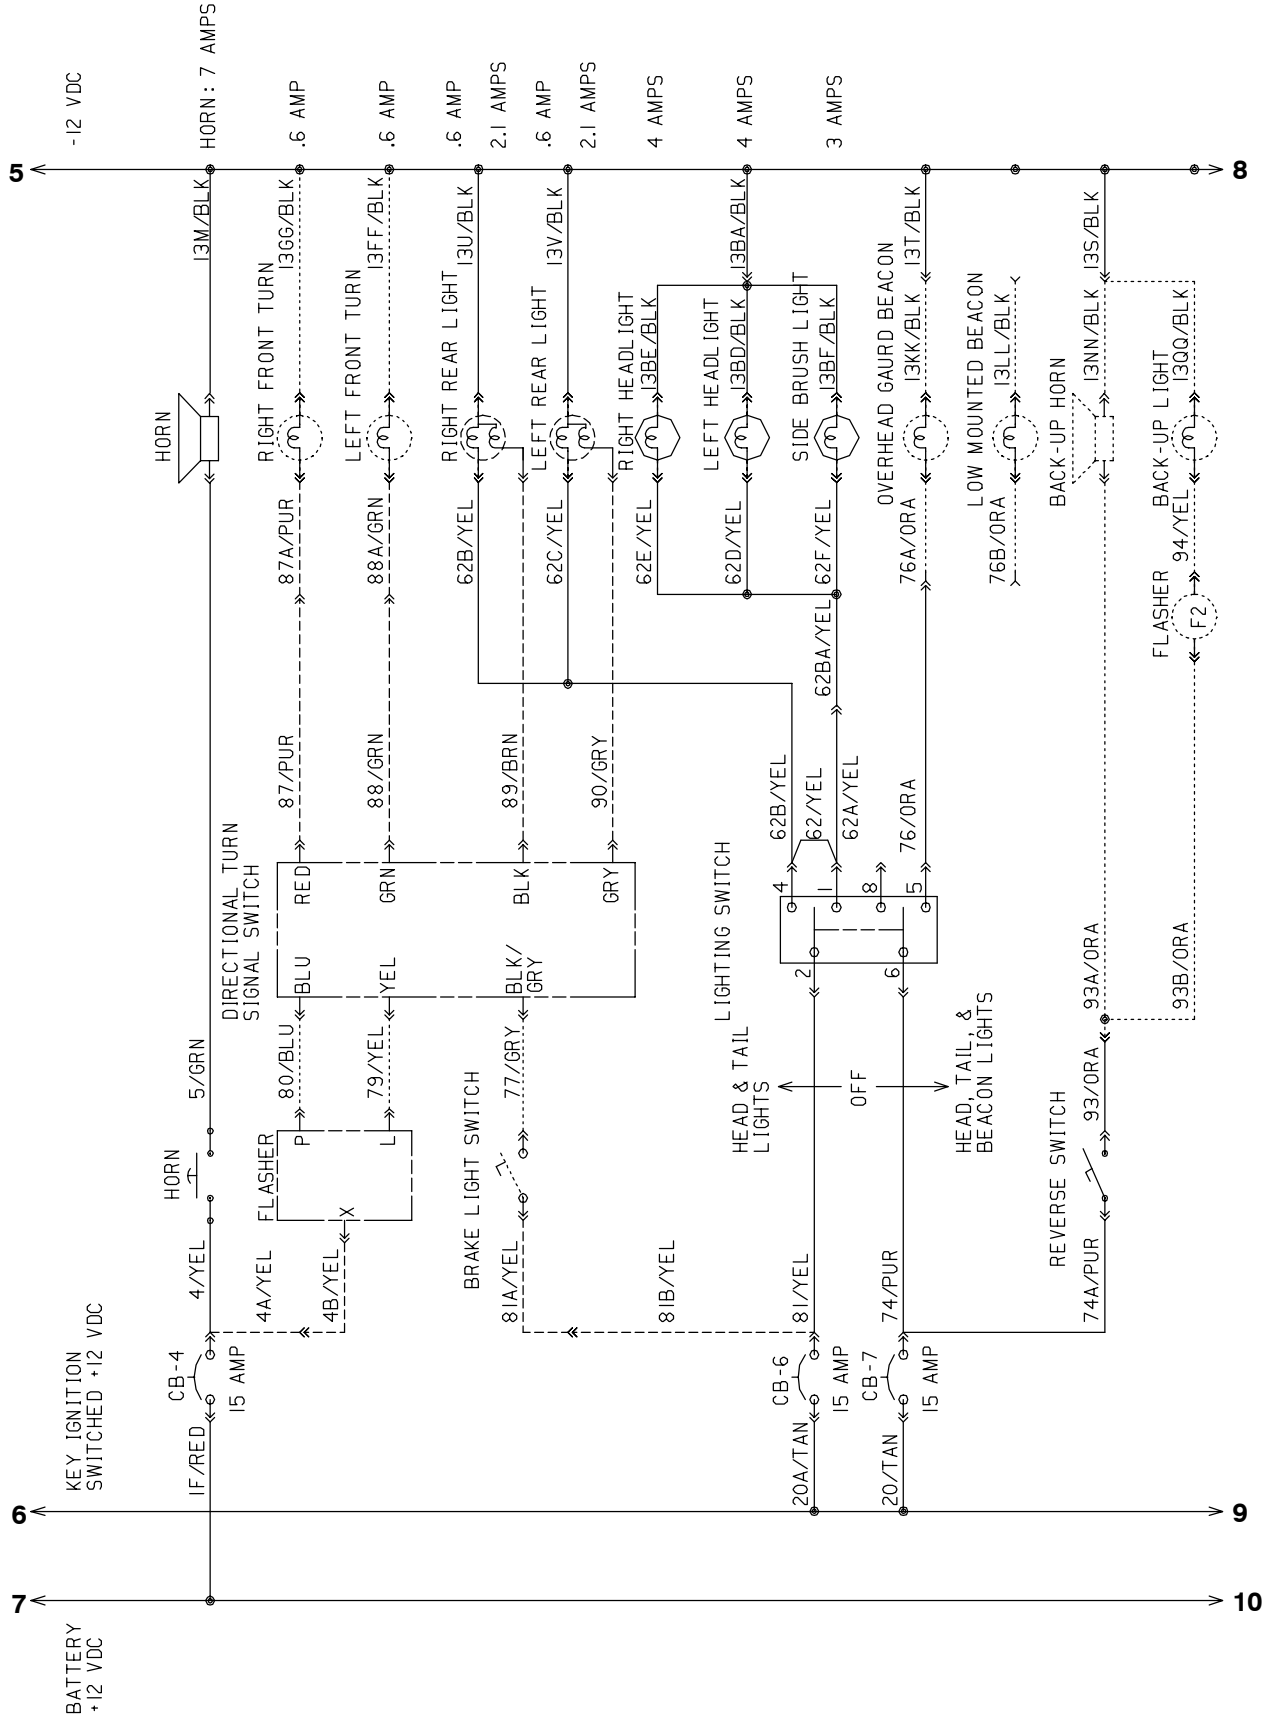 5
8
6
9
7
10
-12 VDC
KEY IGNITION
SWITCHED +12 VDC
BATTERY
+12 VDC
HORN: 7 AMPS
13M/BLK
HORN
5/GRN
HORN
4/YEL
CB-4
15 AMP
1F/RED
.6 AMP
13GG/BLK
RIGHT FRONT TURN
87A/PUR
87/PUR
.6 AMP
13FF/BLK
LEFT FRONT TURN
88A/GRN
88/GRN
DIRECTIONAL TURN
SIGNAL SWITCH
RED
GRN
BLK
GRY
BLU
YEL
BLK/
GRY
80/BLU
79/YEL
77/GRY
FLASHER
P
L
X
4A/YEL
4B/YEL
.6 AMP
2.1 AMPS
13U/BLK
RIGHT REAR LIGHT
62B/YEL
89/BRN
.6 AMP
2.1 AMPS
13V/BLK
LEFT REAR LIGHT
62C/YEL
90/GRY
BRAKE LIGHT SWITCH
81A/YEL
81B/YEL
4 AMPS
RIGHT HEADLIGHT
13BE/BLK
62E/YEL
4 AMPS
13BA/BLK
LEFT HEADLIGHT
13BD/BLK
62D/YEL
3 AMPS
SIDE BRUSH LIGHT
13BF/BLK
62F/YEL
62BA/YEL
62B/YEL
62/YEL
62A/YEL
76/ORA
LIGHTING SWITCH
4
1
8
5
2
6
HEAD & TAIL
LIGHTS
OFF
HEAD, TAIL, &
BEACON LIGHTS
81/YEL
74/PUR
CB-6
15 AMP
CB-7
15 AMP
20A/TAN
20/TAN
OVERHEAD GAURD BEACON
13T/BLK
13KK/BLK
76A/ORA
LOW MOUNTED BEACON
13LL/BLK
76B/ORA
BACK-UP HORN
13S/BLK
13NN/BLK
93A/ORA
93/ORA
REVERSE SWITCH
74A/PUR
BACK-UP LIGHT
13QQ/BLK
94/YEL
FLASHER
F2
93B/ORA